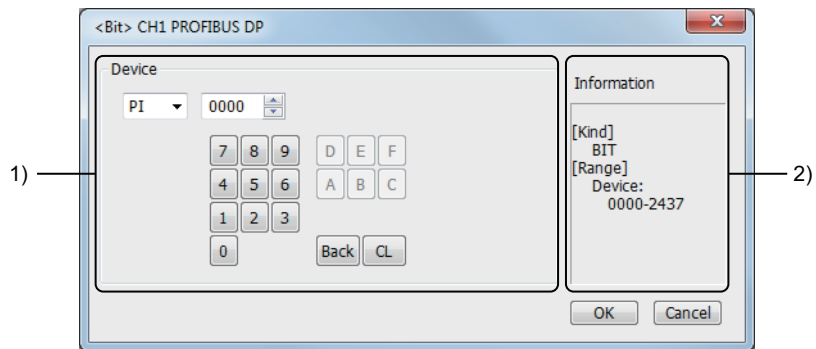 <Bit> CH1 PROFIBUS DP
x
Device
PI 0000
7 8 9 D E F
4 5 6 A B C
1 2 3
0 Back CL
Information
[Kind]
BIT
[Range]
Device:
0000-2437
1)
2)
OK Cancel